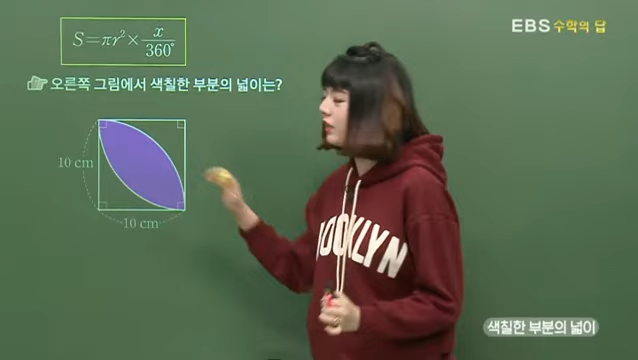 EBS 수학의 답
S=πr²×x/360°
오른쪽 그림에서 색칠한 부분의 넓이는?
10 cm
10 cm
OOKLYN
색칠한 부분의 넓이